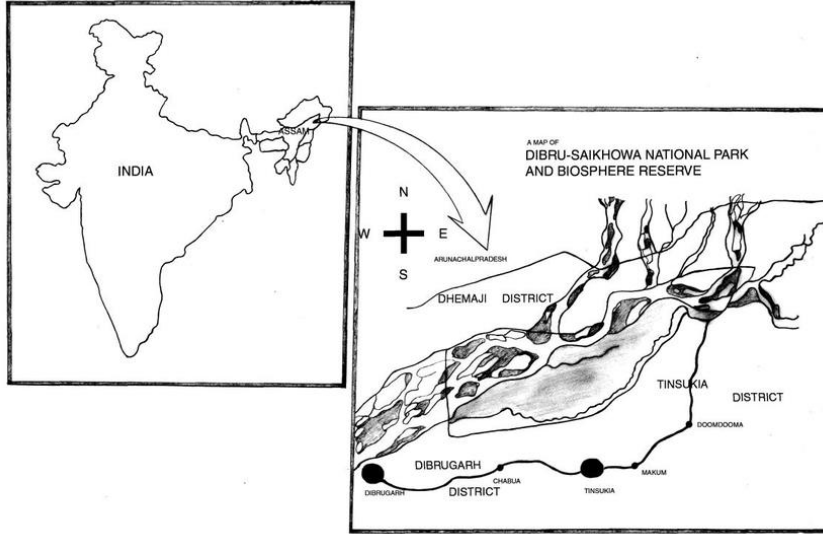 INDIA
ASSAM
A MAP OF
DIBRU-SAIKHOWA NATIONAL PARK
AND BIOSPHERE RESERVE
N
W E
S
ARUNACHALPRADESH
DHEMAJI DISTRICT
TINSUKIA
DISTRICT
DOOMDOOMA
DIBRUGARH
DISTRICT
DIBRUGARH
CHABUA
TINSUKIA
MAKUM